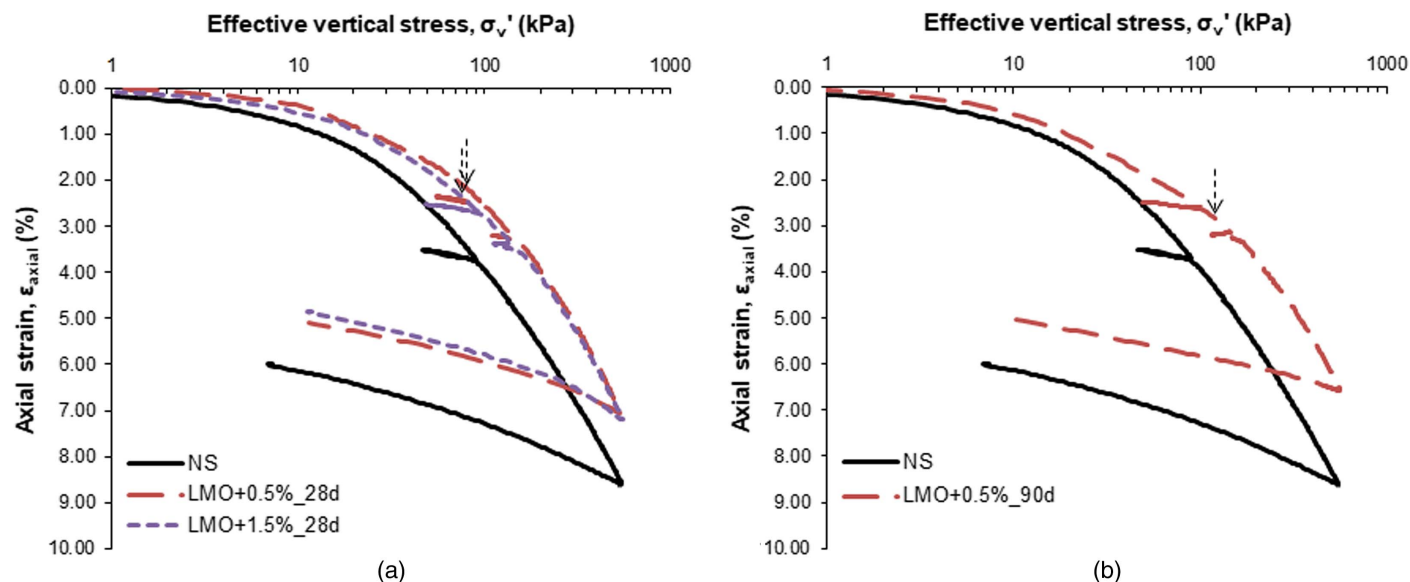 Effective vertical stress, σv' (kPa)
1 10 100 1000
0.00
1.00
2.00
3.00
4.00
5.00
6.00
7.00
8.00
9.00
10.00
Axial strain, εaxial (%)
NS
LMO+0.5%_28d
LMO+1.5%_28d
(a)
Effective vertical stress, σv' (kPa)
1 10 100 1000
0.00
1.00
2.00
3.00
4.00
5.00
6.00
7.00
8.00
9.00
10.00
Axial strain, εaxial (%)
NS
LMO+0.5%_90d
(b)